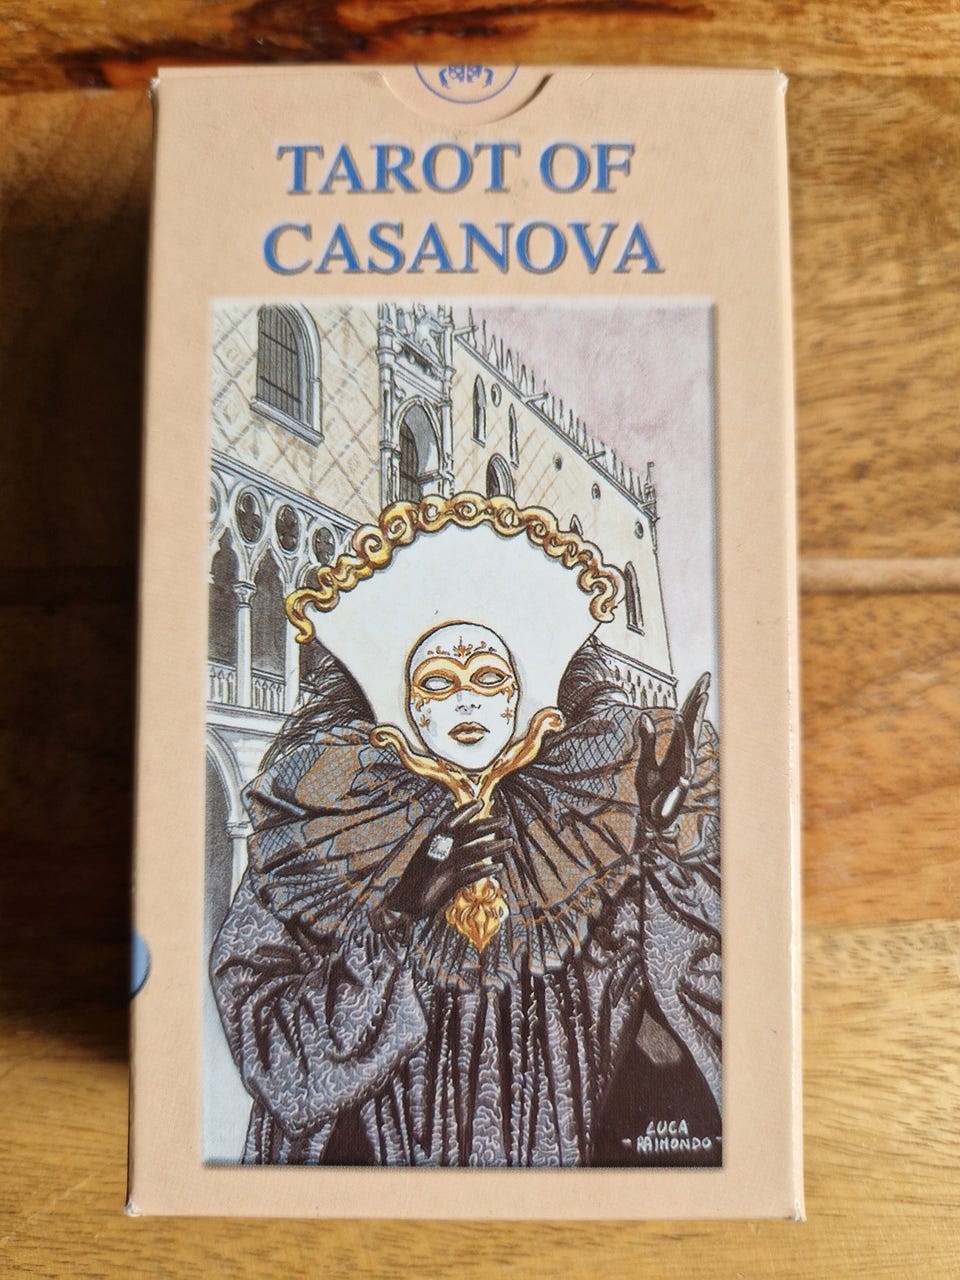 TAROT OF
CASANOVA
LUCA
-RAIMONDO-